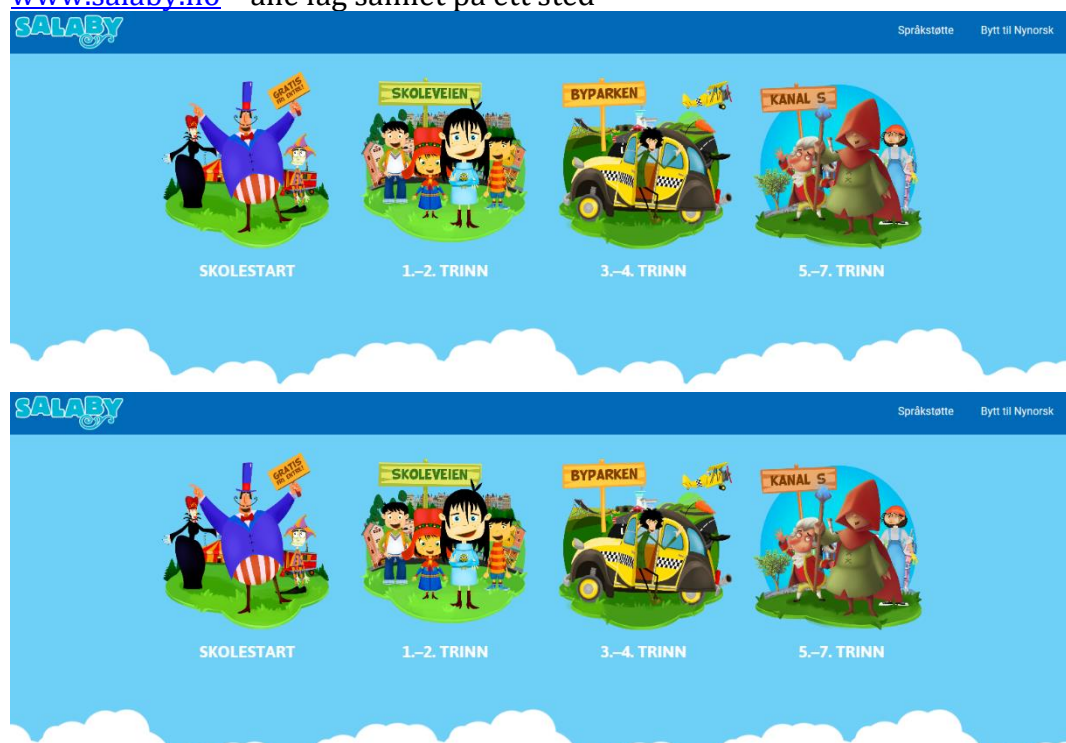 www.salaby.no – alle fag samlet på ett sted
SALABY
Språkstøtte Bytt til Nynorsk
GRATIS
SKOLEVEIEN
BYPARKEN
KANAL S
SKOLESTART 1.–2. TRINN 3.–4. TRINN 5.–7. TRINN
SALABY
Språkstøtte Bytt til Nynorsk
GRATIS
SKOLEVEIEN
BYPARKEN
KANAL S
SKOLESTART 1.–2. TRINN 3.–4. TRINN 5.–7. TRINN